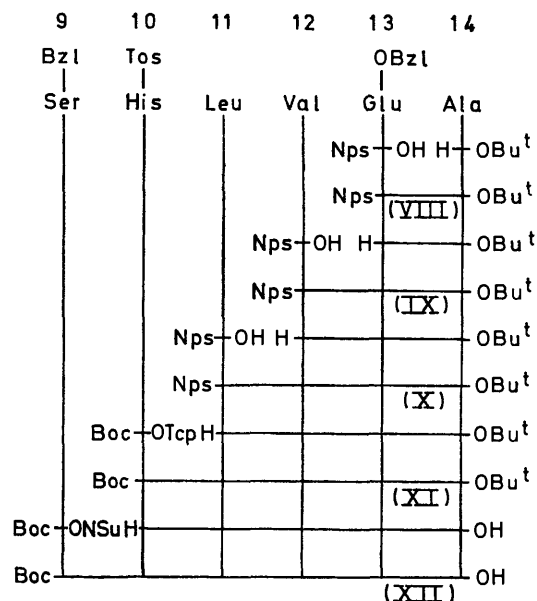 9 10 11 12 13 14
Bzl Tos OBzl
Ser His Leu Val Glu Ala
Nps OH H OBuᵗ
Nps OBuᵗ
(VIII)
Nps OH H OBuᵗ
Nps OBuᵗ
(IX)
Nps OH H OBuᵗ
Nps OBuᵗ
(X)
Boc OTcp H OBuᵗ
Boc OBuᵗ
(XI)
Boc ONSu H OH
Boc OH
(XII)